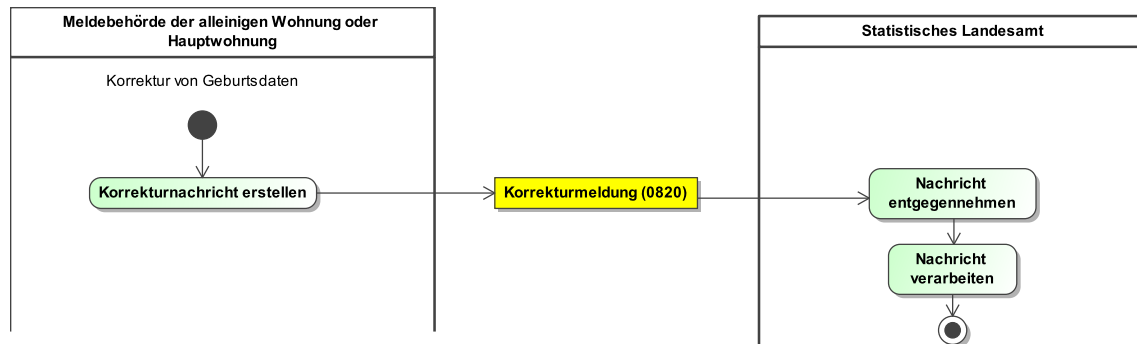 Meldebehörde der alleinigen Wohnung oder
Hauptwohnung
Statistisches Landesamt
Korrektur von Geburtsdaten
Korrekturnachricht erstellen
Korrekturmeldung (0820)
Nachricht
entgegennehmen
Nachricht
verarbeiten